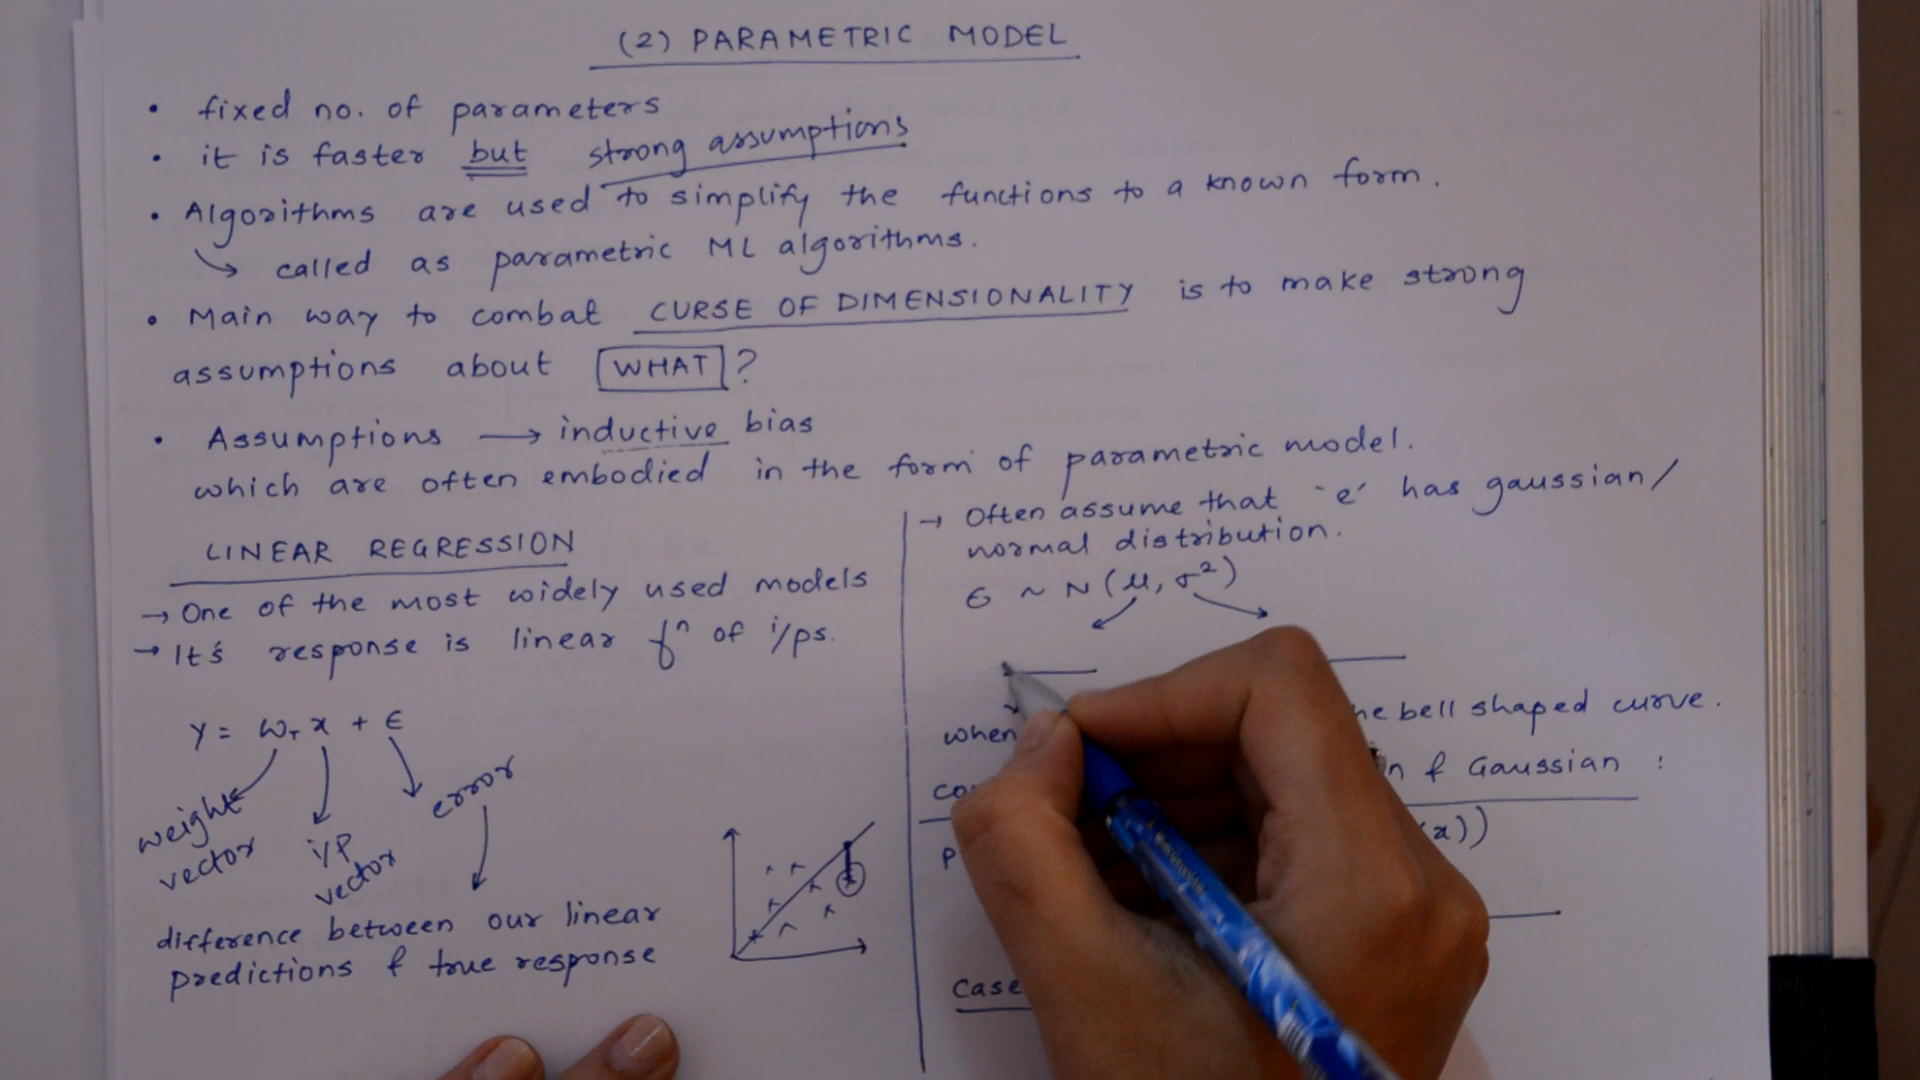 (2) PARAMETRIC MODEL
• fixed no. of parameters
• it is faster but strong assumptions
• Algorithms are used to simplify the functions to a known form.
↳ called as parametric ML algorithms.
• Main way to combat CURSE OF DIMENSIONALITY is to make strong
assumptions about WHAT ?
• Assumptions → inductive bias
which are often embodied in the form of parametric model.
LINEAR REGRESSION
→ One of the most widely used models
→ It's response is linear fⁿ of i/ps.
Y = ωT x + ϵ
weight
vector
i/P
vector
error
difference between our linear
predictions & true response
→ Often assume that 'e' has gaussian/
normal distribution.
ϵ ~ N (μ, σ²)
when
he bell shaped curve.
n & Gaussian :
(x))
P
Case